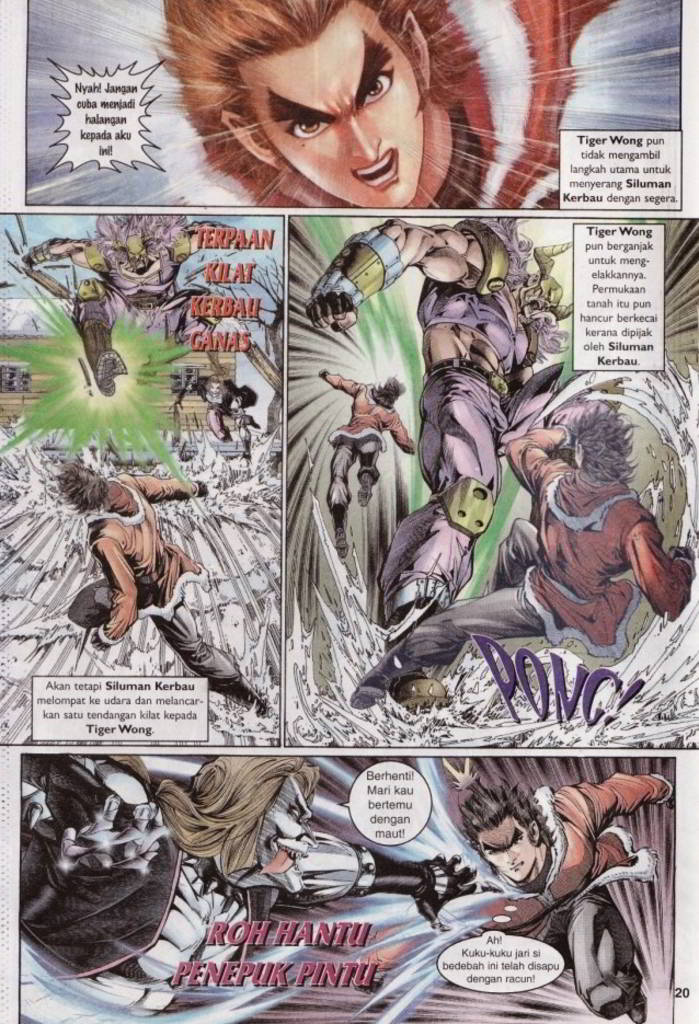 Nyah! Jangan
cuba menjadi
halangan
kepada aku
ini!
Tiger Wong pun
tidak mengambil
langkah utama untuk
menyerang Siluman
Kerbau dengan segera.
TERPAAN
KILAT
KERBAU
GANAS
Akan tetapi Siluman Kerbau
melompat ke udara dan melancar-
kan satu tendangan kilat kepada
Tiger Wong.
Tiger Wong
pun berganjak
untuk meng-
elakkannya.
Permukaan
tanah itu pun
hancur berkecai
kerana dipijak
oleh Siluman
Kerbau.
PONG!
Berhenti!
Mari kau
bertemu
dengan
maut!
ROH HANTU
PENEPUK PINTU
Ah!
Kuku-kuku jari si
bedebah ini telah disapu
dengan racun!
20